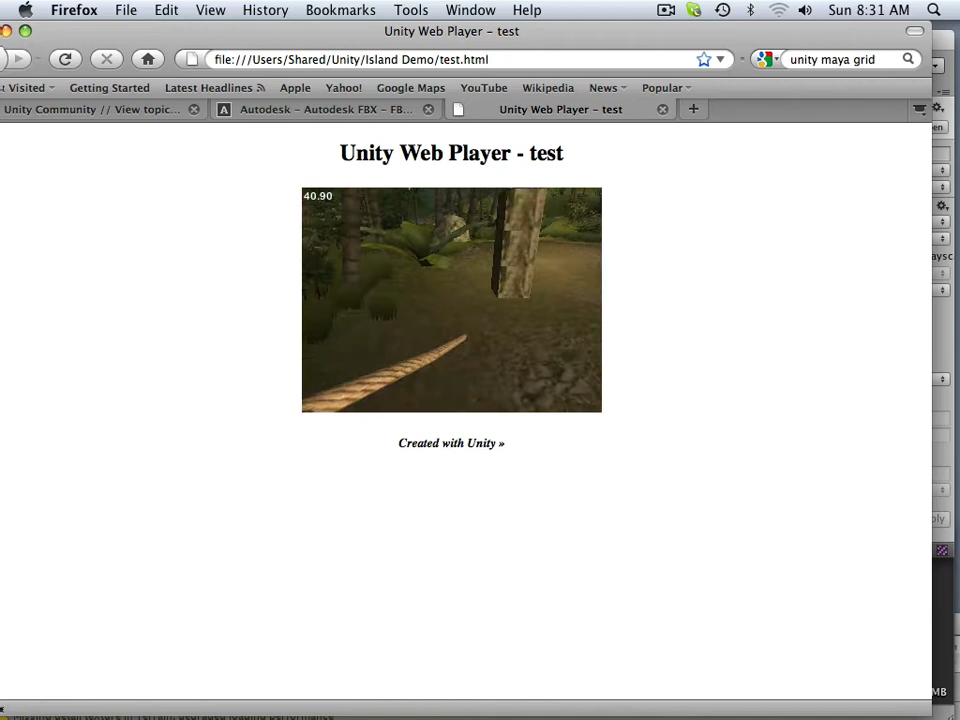 Firefox File Edit View History Bookmarks Tools Window Help Sun 8:31 AM
Unity Web Player – test
file:///Users/Shared/Unity/Island Demo/test.html unity maya grid
Visited Getting Started Latest Headlines Apple Yahoo! Google Maps YouTube Wikipedia News Popular
Unity Community // View topic... Autodesk – Autodesk FBX – FB... Unity Web Player – test
Unity Web Player - test
40.90
Created with Unity »
MB